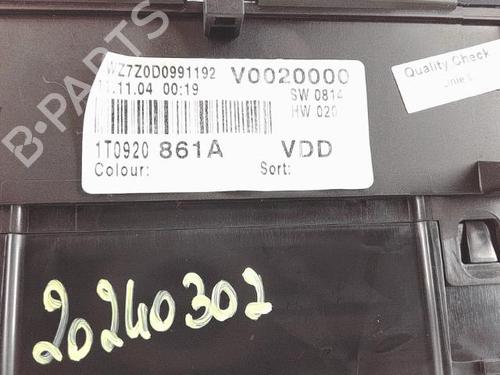 WZ7Z0D0991192 V0020000
11.11.04 00:19 SW 0814
HW 020
1T0920 861A VDD
Colour: Sort:
Quality Check
20240302
B-PARTS